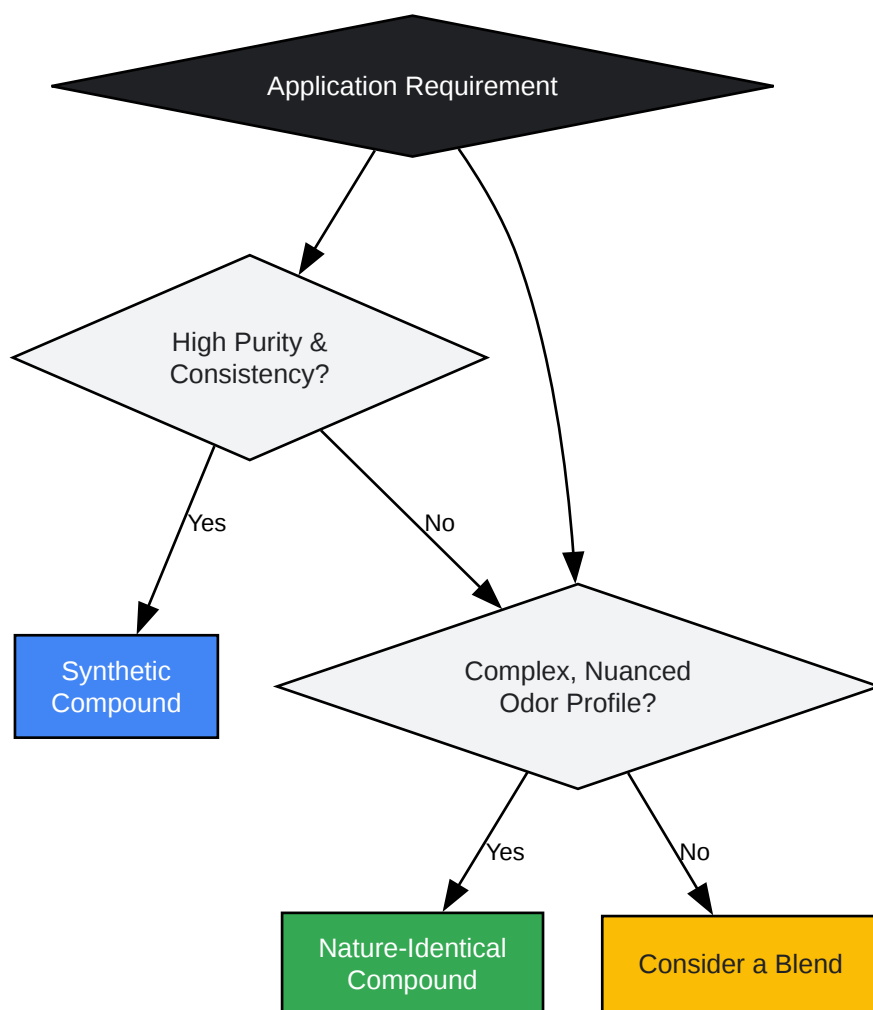 Application Requirement
High Purity &
Consistency?
Yes
No
Synthetic
Compound
Complex, Nuanced
Odor Profile?
Yes
No
Nature-Identical
Compound
Consider a Blend